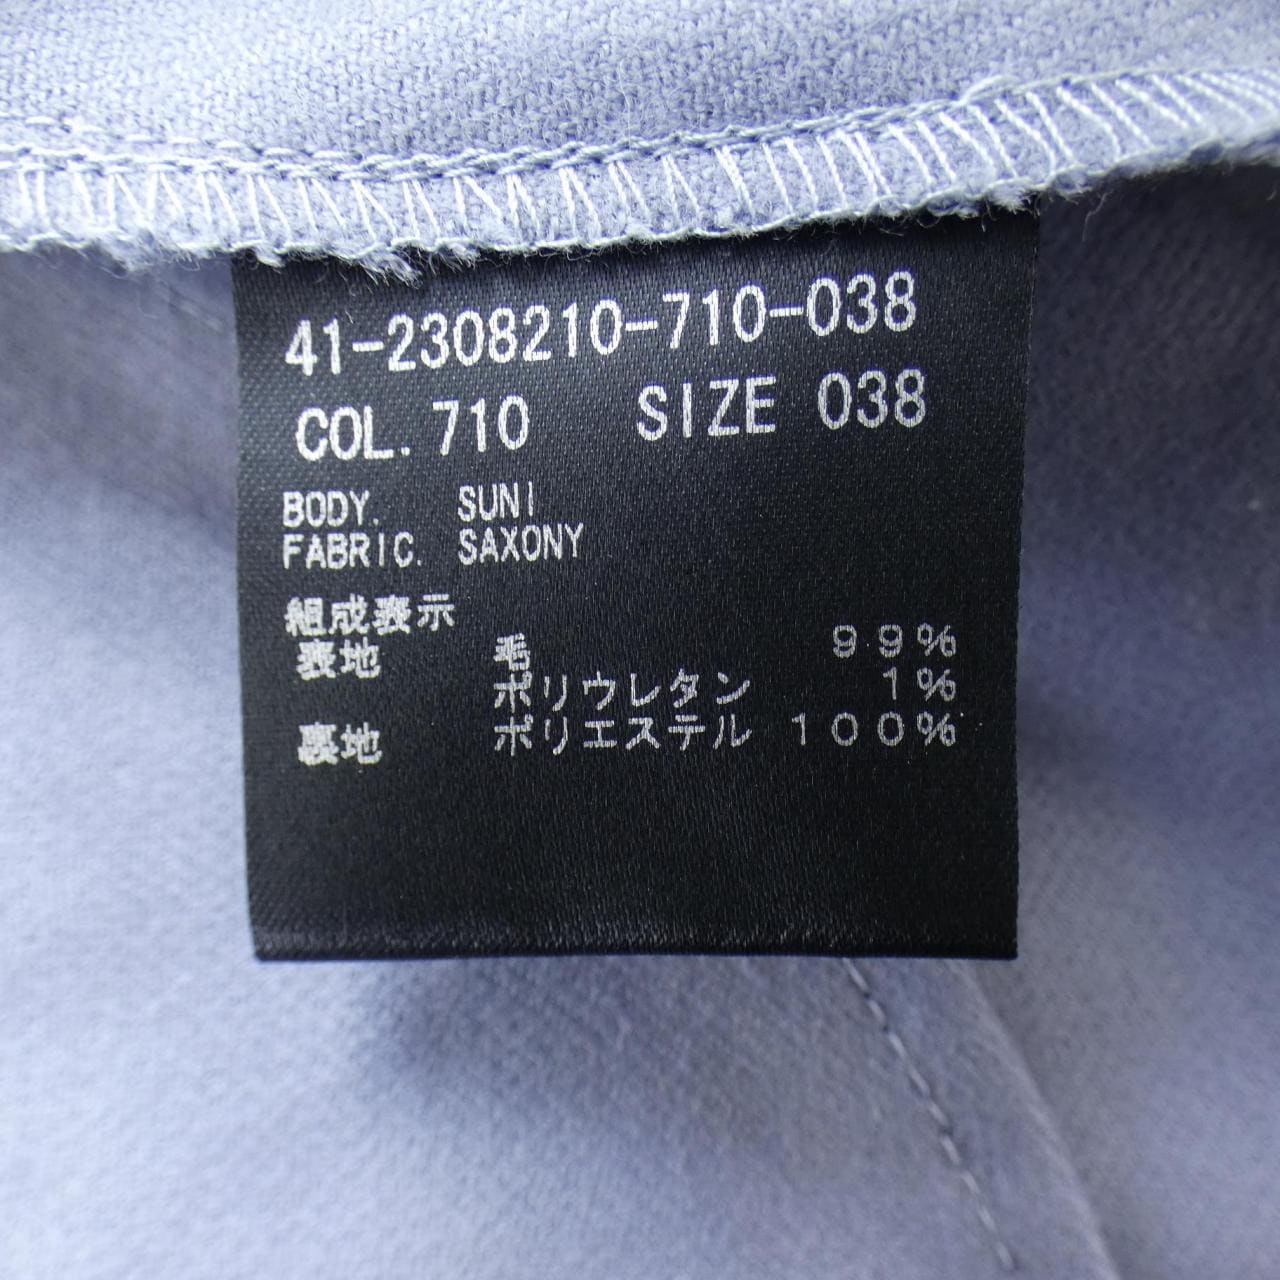 41-2308210-710-038
COL. 710 SIZE 038
BODY. SUNI
FABRIC. SAXONY
組成表示
表地 毛 99%
ポリウレタン 1%
裏地 ポリエステル 100%